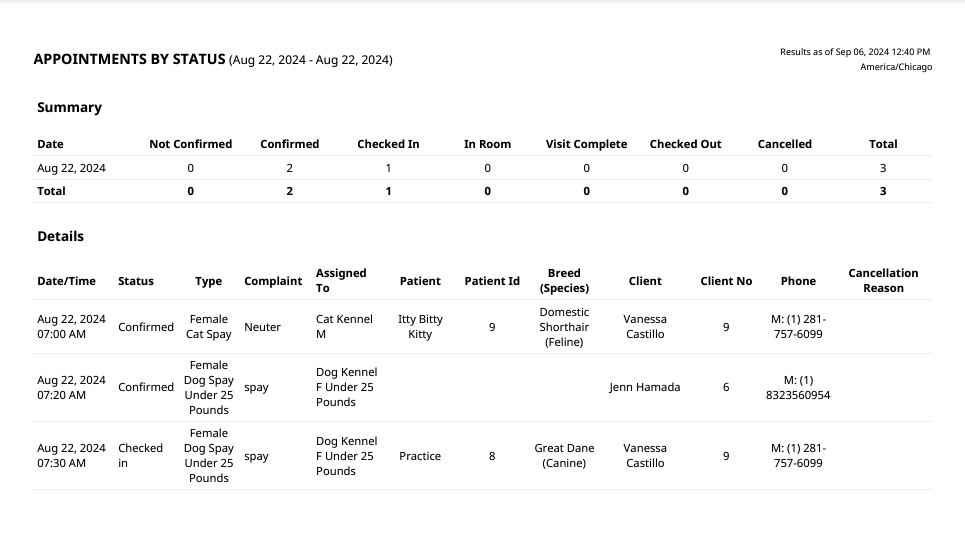 APPOINTMENTS BY STATUS (Aug 22, 2024 - Aug 22, 2024)
Results as of Sep 06, 2024 12:40 PM
America/Chicago
Summary
Date Not Confirmed Confirmed Checked In In Room Visit Complete Checked Out Cancelled Total
Aug 22, 2024 0 2 1 0 0 0 0 3
Total 0 2 1 0 0 0 0 3
Details
Date/Time Status Type Complaint Assigned To Patient Patient Id Breed (Species) Client Client No Phone Cancellation Reason
Aug 22, 2024 07:00 AM Confirmed Female Cat Spay Neuter Cat Kennel M Itty Bitty Kitty 9 Domestic Shorthair (Feline) Vanessa Castillo 9 M: (1) 281-757-6099
Aug 22, 2024 07:20 AM Confirmed Female Dog Spay Under 25 Pounds spay Dog Kennel F Under 25 Pounds Jenn Hamada 6 M: (1) 8323560954
Aug 22, 2024 07:30 AM Checked in Female Dog Spay Under 25 Pounds spay Dog Kennel F Under 25 Pounds Practice 8 Great Dane (Canine) Vanessa Castillo 9 M: (1) 281-757-6099